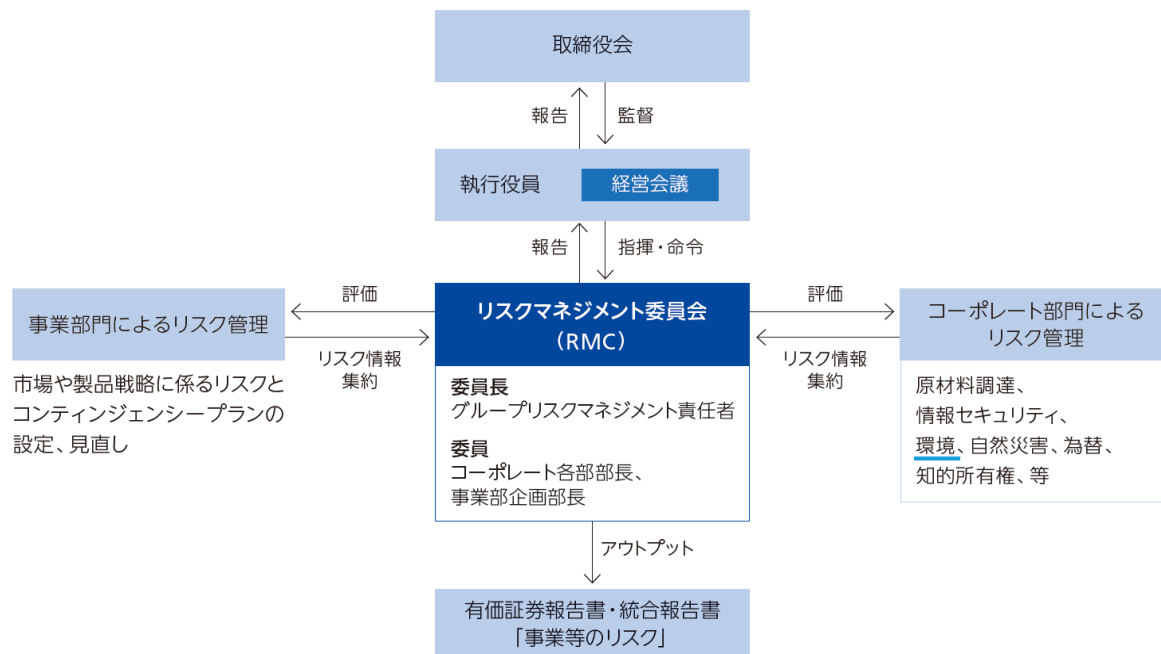 取締役会
報告
監督
執行役員
経営会議
報告
指揮・命令
事業部門によるリスク管理
市場や製品戦略に係るリスクと
コンティンジェンシープランの
設定、見直し
評価
リスク情報
集約
リスクマネジメント委員会
（RMC）
委員長
グループリスクマネジメント責任者
委員
コーポレート各部部長、
事業部企画部長
評価
リスク情報
集約
コーポレート部門による
リスク管理
原材料調達、
情報セキュリティ、
環境、自然災害、為替、
知的所有権、等
アウトプット
有価証券報告書・統合報告書
「事業等のリスク」